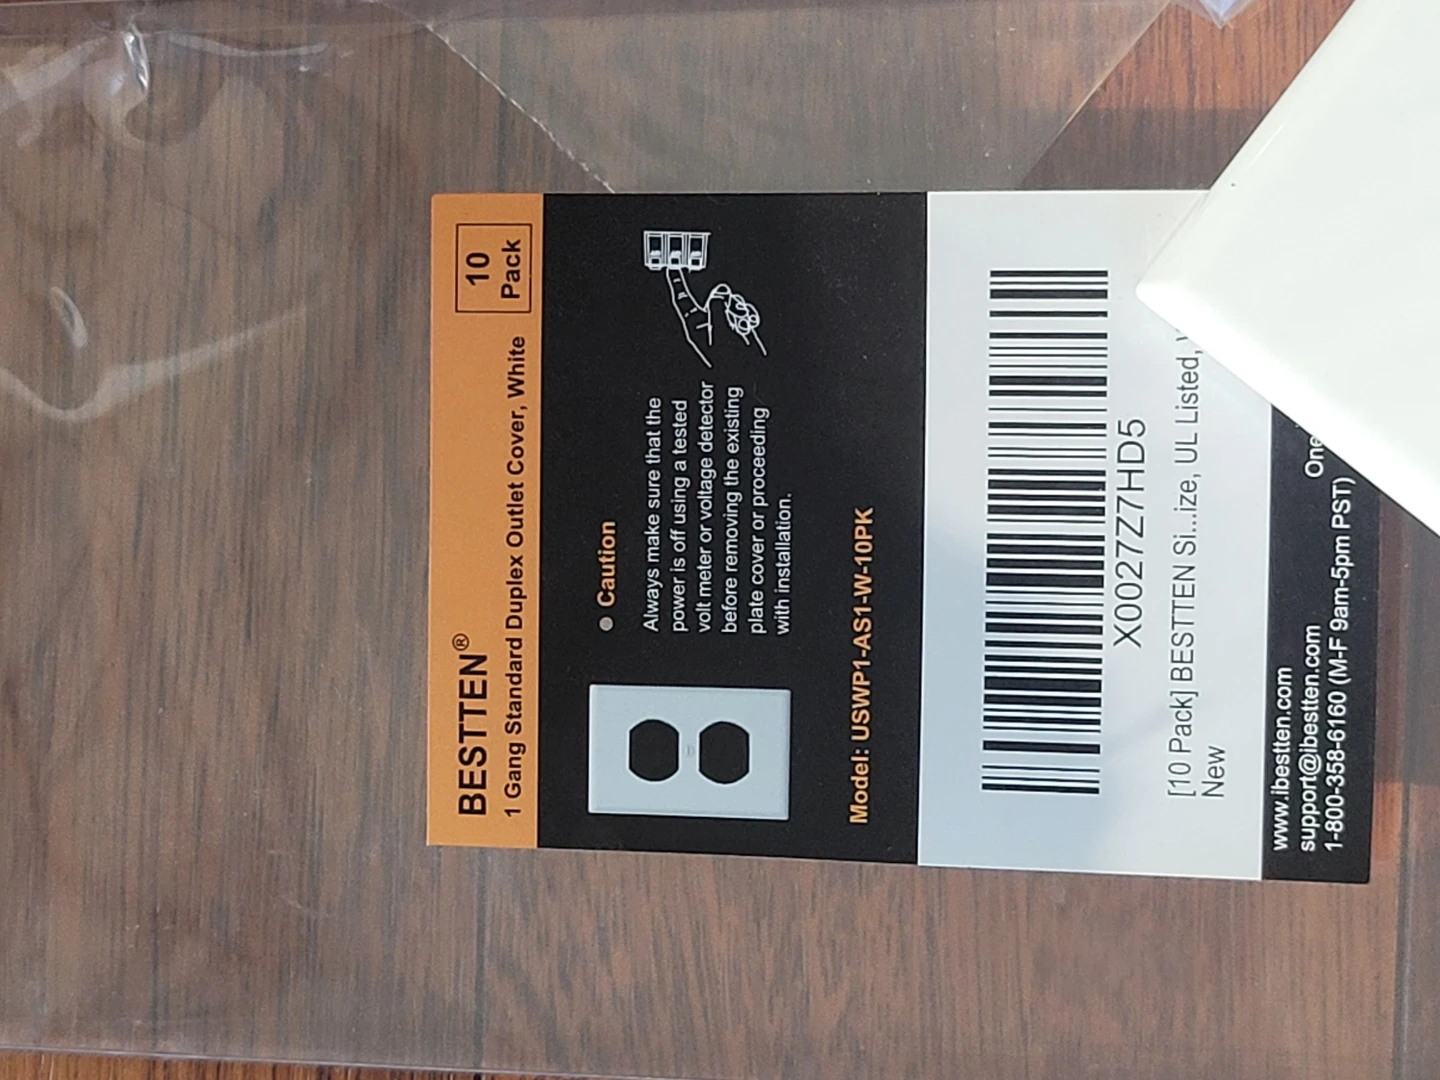 BESTTEN®
1 Gang Standard Duplex Outlet Cover, White
10
Pack
• Caution
Always make sure that the
power is off using a tested
volt meter or voltage detector
before removing the existing
plate cover or proceeding
with installation.
Model: USWP1-AS1-W-10PK
X0027Z7HD5
[10 Pack] BESTTEN Si...ize, UL Listed,
New
www.ibestten.com
support@ibestten.com
1-800-358-6160 (M-F 9am-5pm PST)
One